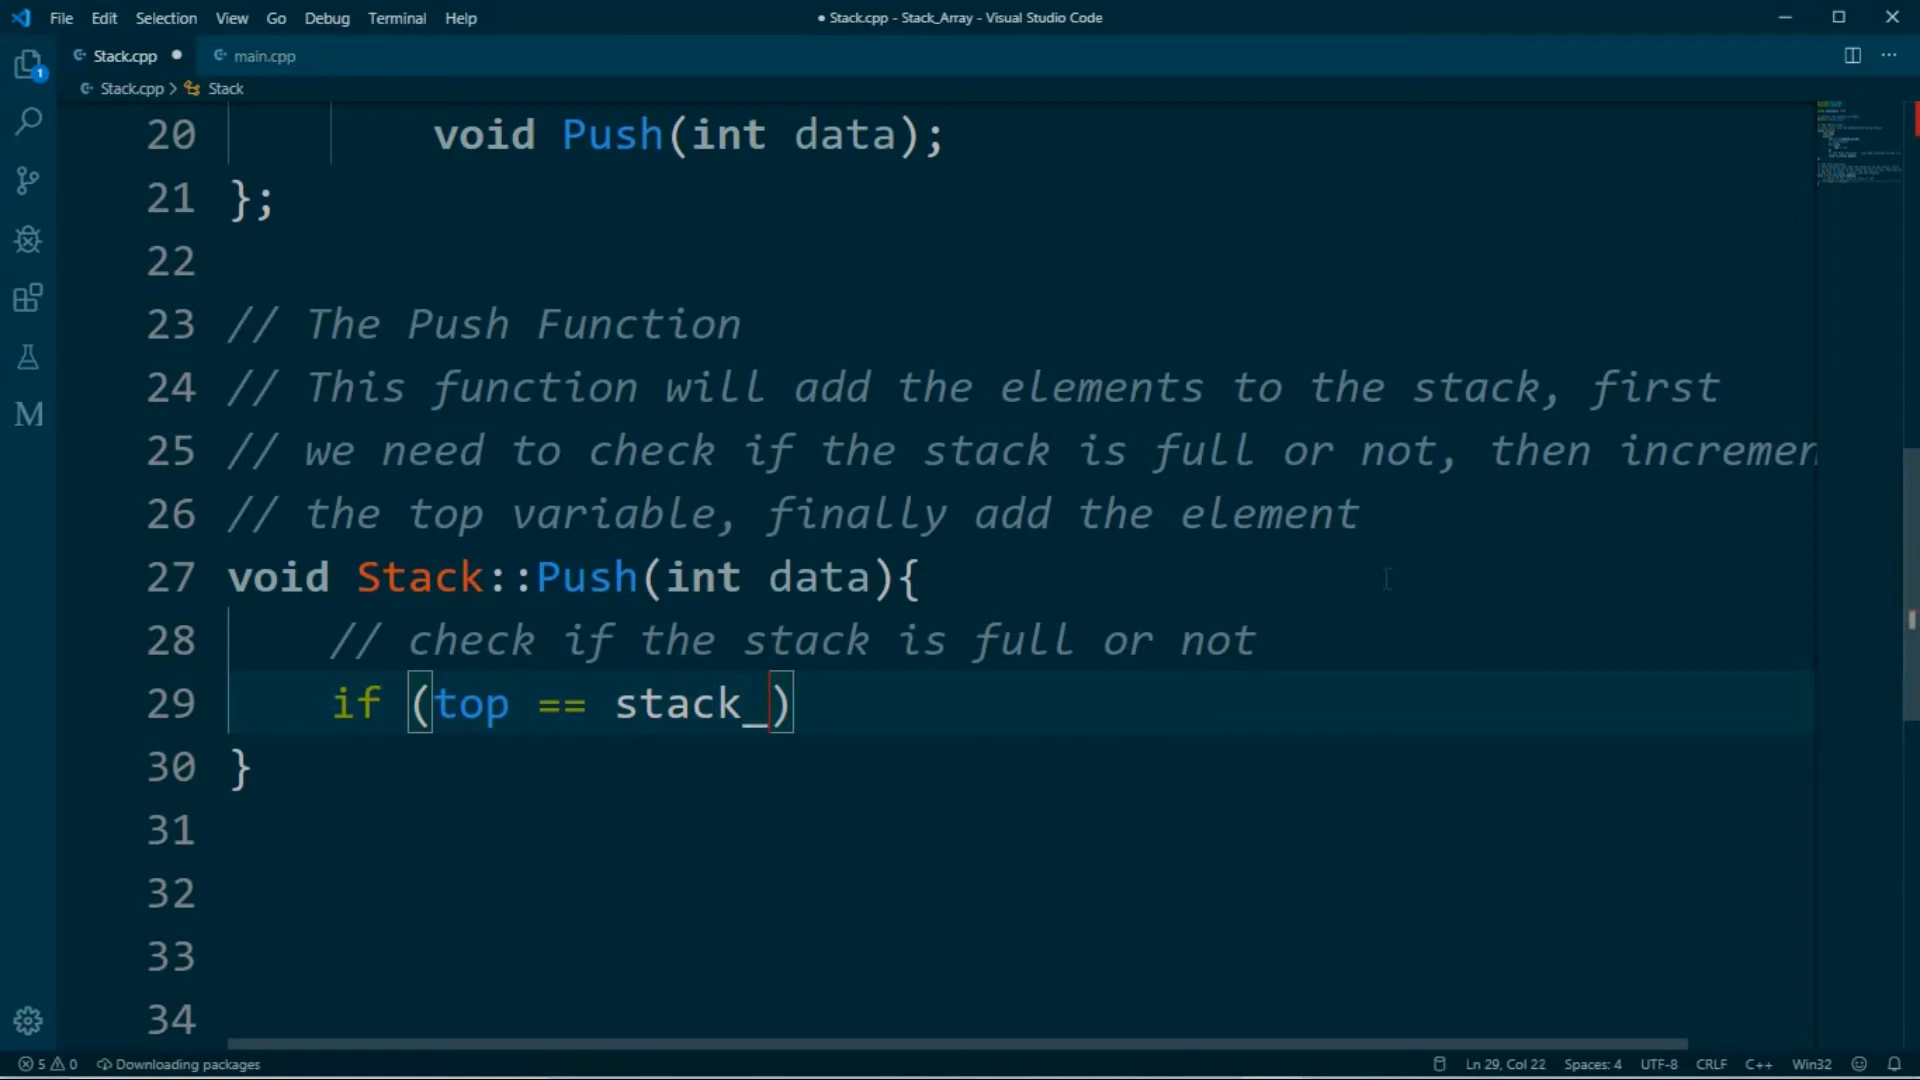 File Edit Selection View Go Debug Terminal Help
● Stack.cpp - Stack_Array - Visual Studio Code
Stack.cpp ● main.cpp
Stack.cpp > Stack
1
M
20 void Push(int data);
21 };
22
23 // The Push Function
24 // This function will add the elements to the stack, first
25 // we need to check if the stack is full or not, then incremen
26 // the top variable, finally add the element
27 void Stack::Push(int data){
28 // check if the stack is full or not
29 if (top == stack_)
30 }
31
32
33
34
5 0 Downloading packages Ln 29, Col 22 Spaces: 4 UTF-8 CRLF C++ Win32